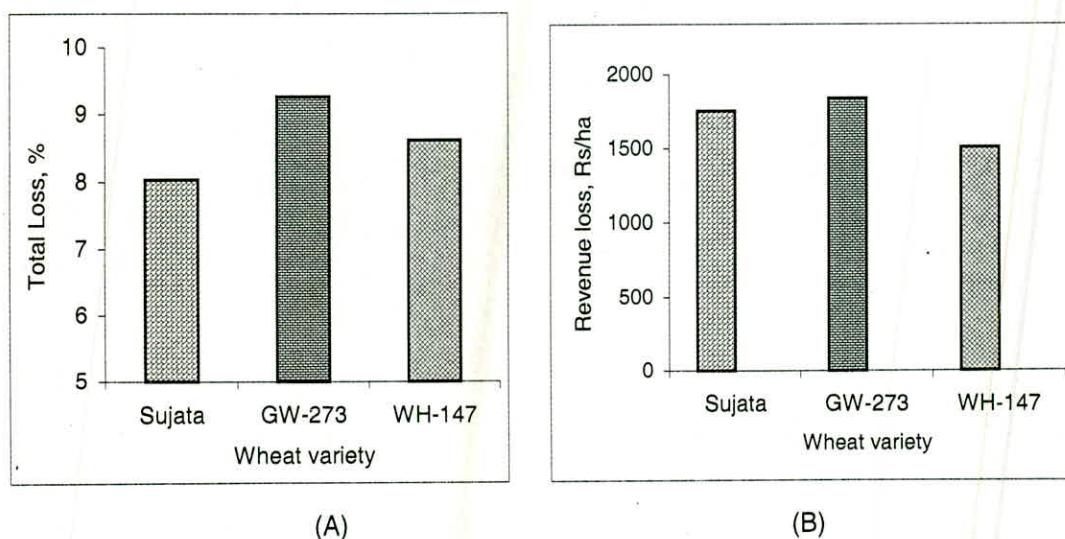 Total Loss, %
10
9
8
7
6
5
Sujata GW-273 WH-147
Wheat variety
(A)
Revenue loss, Rs/ha
2000
1500
1000
500
0
Sujata GW-273 WH-147
Wheat variety
(B)